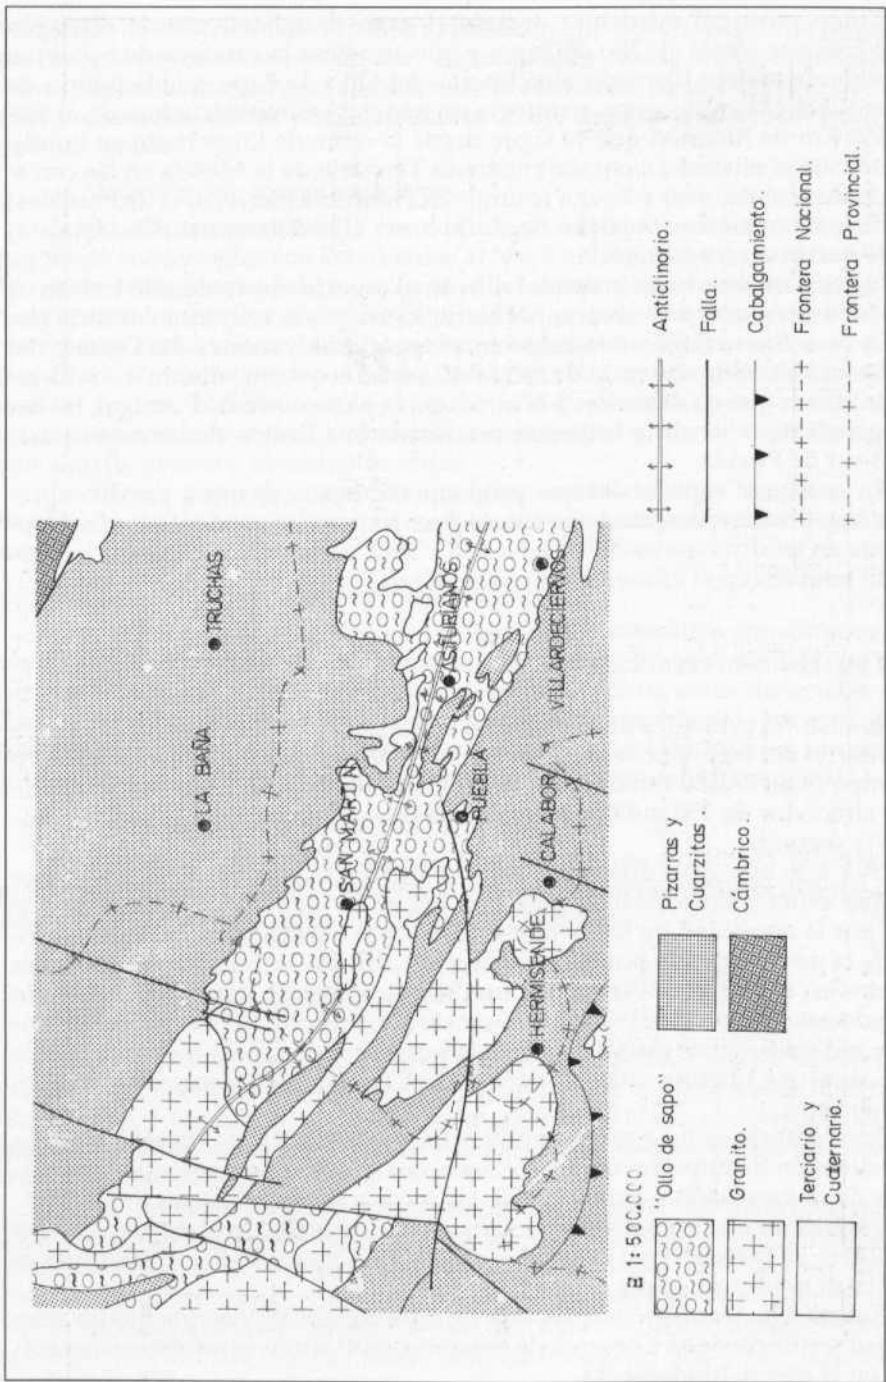 LA BAÑA
TRUCHAS
SAN MARTIN
ASTURIANOS
PUEBLA
VILLARDECIERVOS
HERMISENDE
CALABOR
E 1: 500.000
"Ollo de sapo"
Granito.
Terciario y
Cuaternario.
Pizarras y
Cuarzitas.
Cámbrico.
Anticlinorio.
Falla.
Cabalgamiento.
Frontera Nacional.
Frontera Provincial.